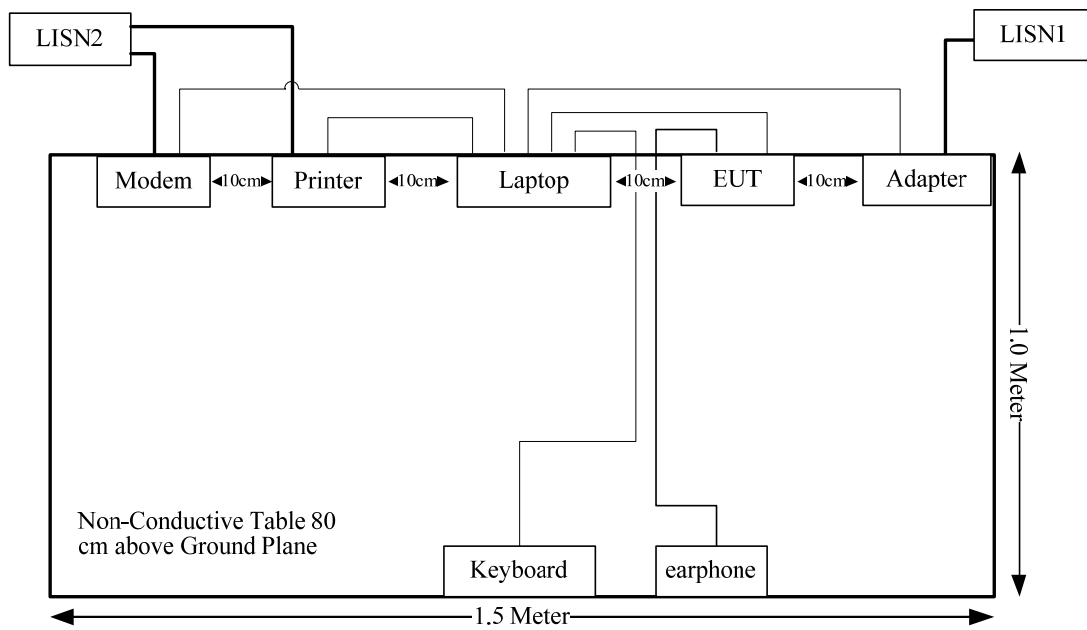 LISN2
LISN1
Modem
10cm
Printer
10cm
Laptop
10cm
EUT
10cm
Adapter
1.0 Meter
Non-Conductive Table 80
cm above Ground Plane
Keyboard
earphone
1.5 Meter